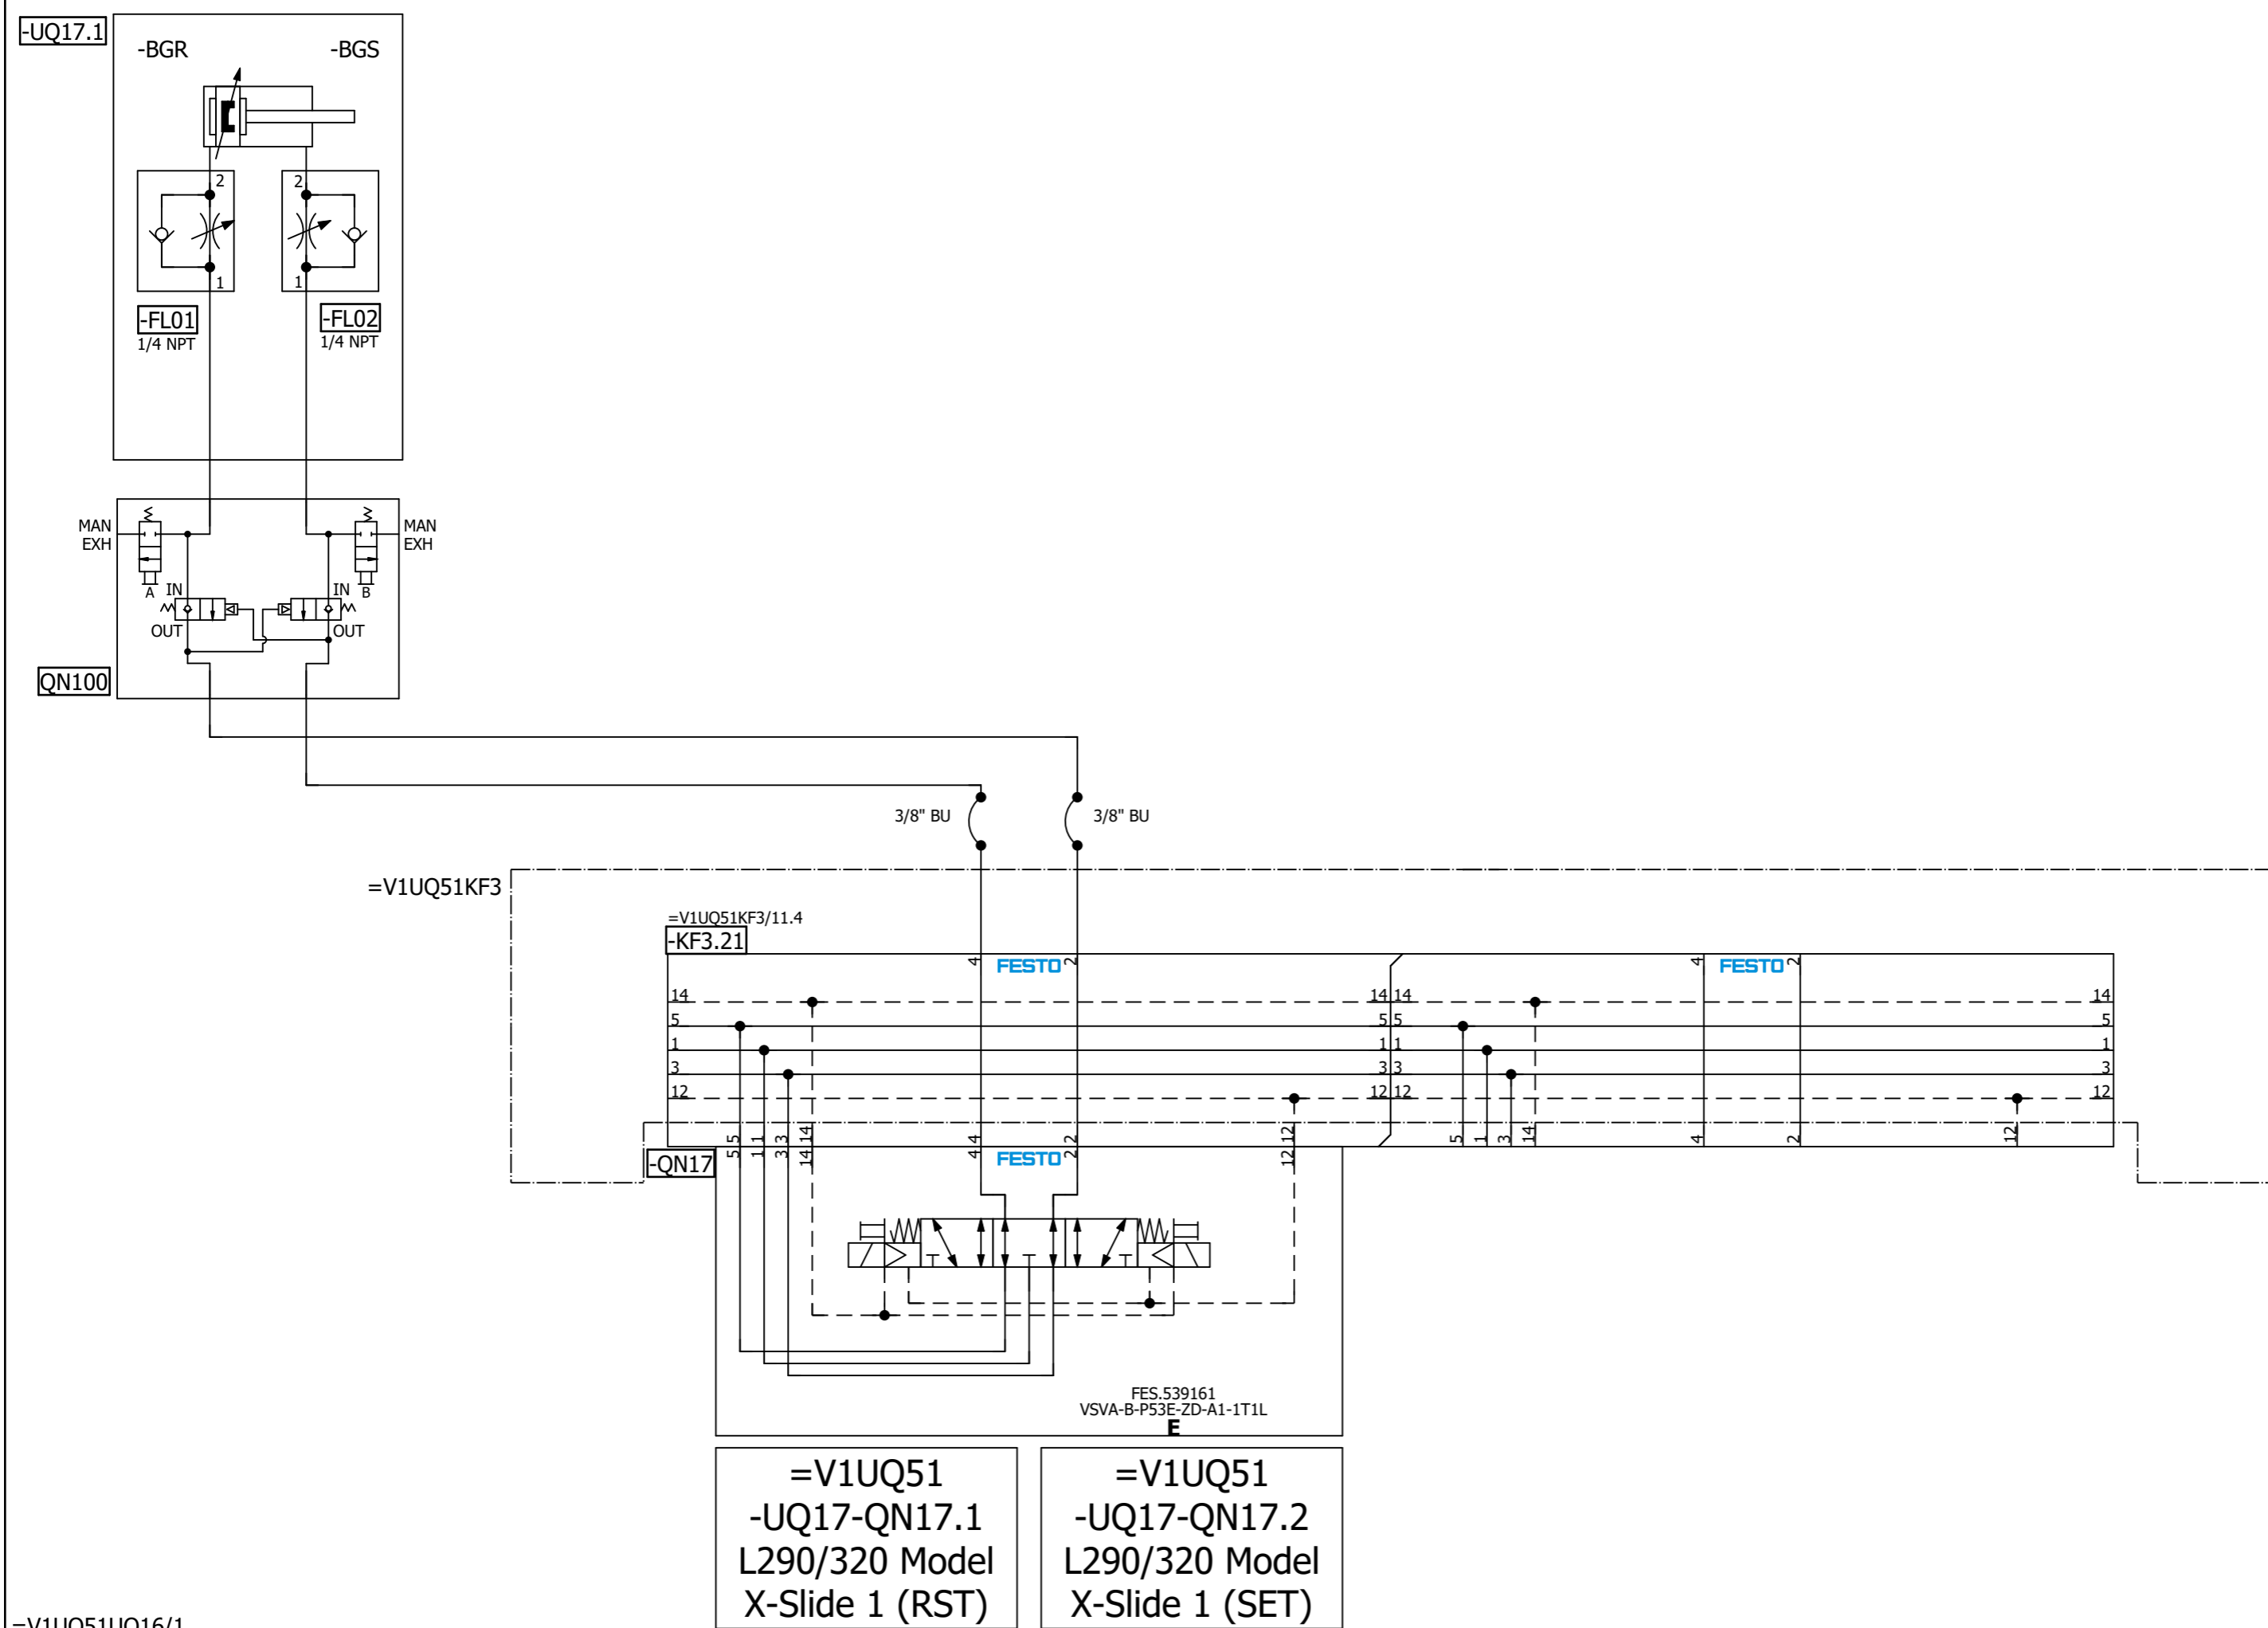 -UQ17.1
-BGR
-BGS
2
2
1
1
-FL01
1/4 NPT
-FL02
1/4 NPT
MAN
EXH
MAN
EXH
A
IN
IN
B
OUT
OUT
QN100
3/8" BU
3/8" BU
=V1UQ51KF3
=V1UQ51KF3/11.4
-KF3.21
4
FESTO
2
4
FESTO
2
14
14
14
14
5
5
5
5
1
1
1
1
3
3
3
3
12
12
12
12
5
1
3
14
4
2
12
5
1
3
14
4
2
12
-QN17
5
1
3
14
4
FESTO
2
12
FES.539161
VSVA-B-P53E-ZD-A1-1T1L
E
=V1UQ51
-UQ17-QN17.1
L290/320 Model
X-Slide 1 (RST)
=V1UQ51
-UQ17-QN17.2
L290/320 Model
X-Slide 1 (SET)
=V1UQ51UQ16/1